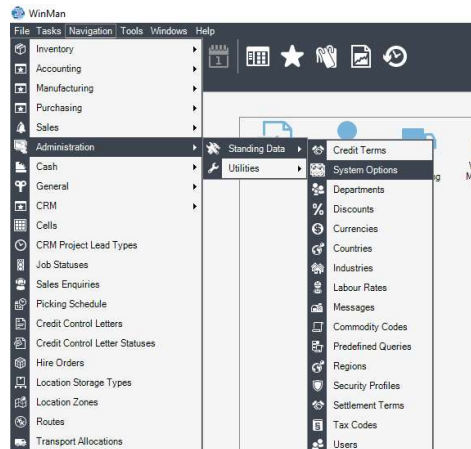 WinMan
File Tasks Navigation Tools Windows Help
Inventory
Accounting
Manufacturing
Purchasing
Sales
Administration
Cash
General
CRM
Cells
CRM Project Lead Types
Job Statuses
Sales Enquiries
Picking Schedule
Credit Control Letters
Credit Control Letter Statuses
Hire Orders
Location Storage Types
Location Zones
Routes
Transport Allocations
Standing Data
Utilities
Credit Terms
System Options
Departments
Discounts
Currencies
Countries
Industries
Labour Rates
Messages
Commodity Codes
Predefined Queries
Regions
Security Profiles
Settlement Terms
Tax Codes
Users